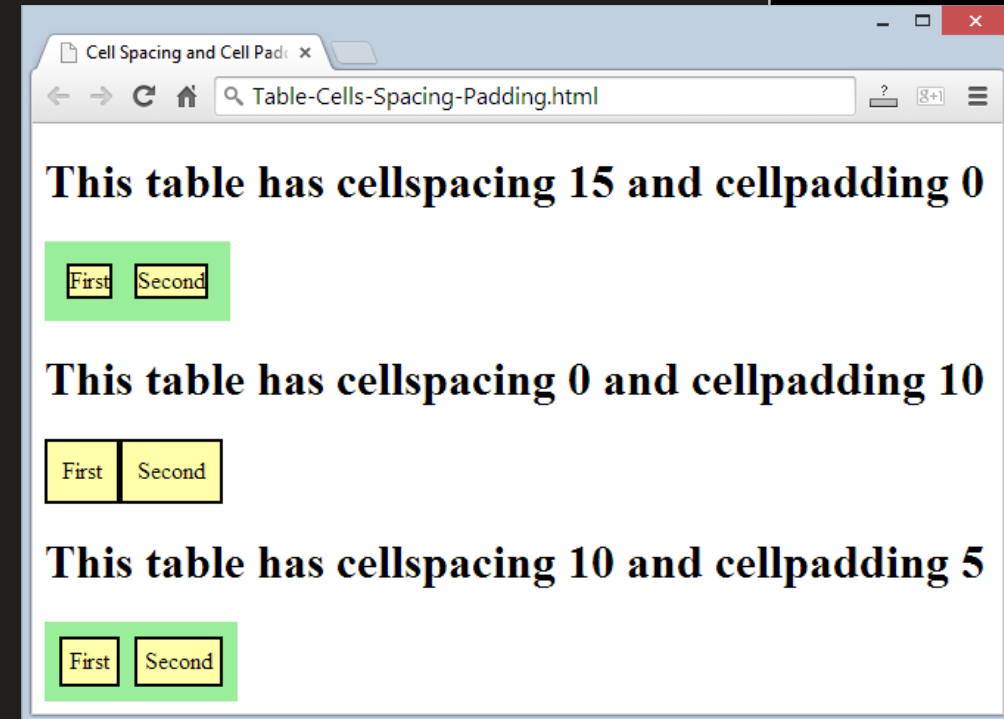 Cell Spacing and Cell Padd
Table-Cells-Spacing-Padding.html
?
g+1
This table has cellspacing 15 and cellpadding 0
First Second
This table has cellspacing 0 and cellpadding 10
First Second
This table has cellspacing 10 and cellpadding 5
First Second